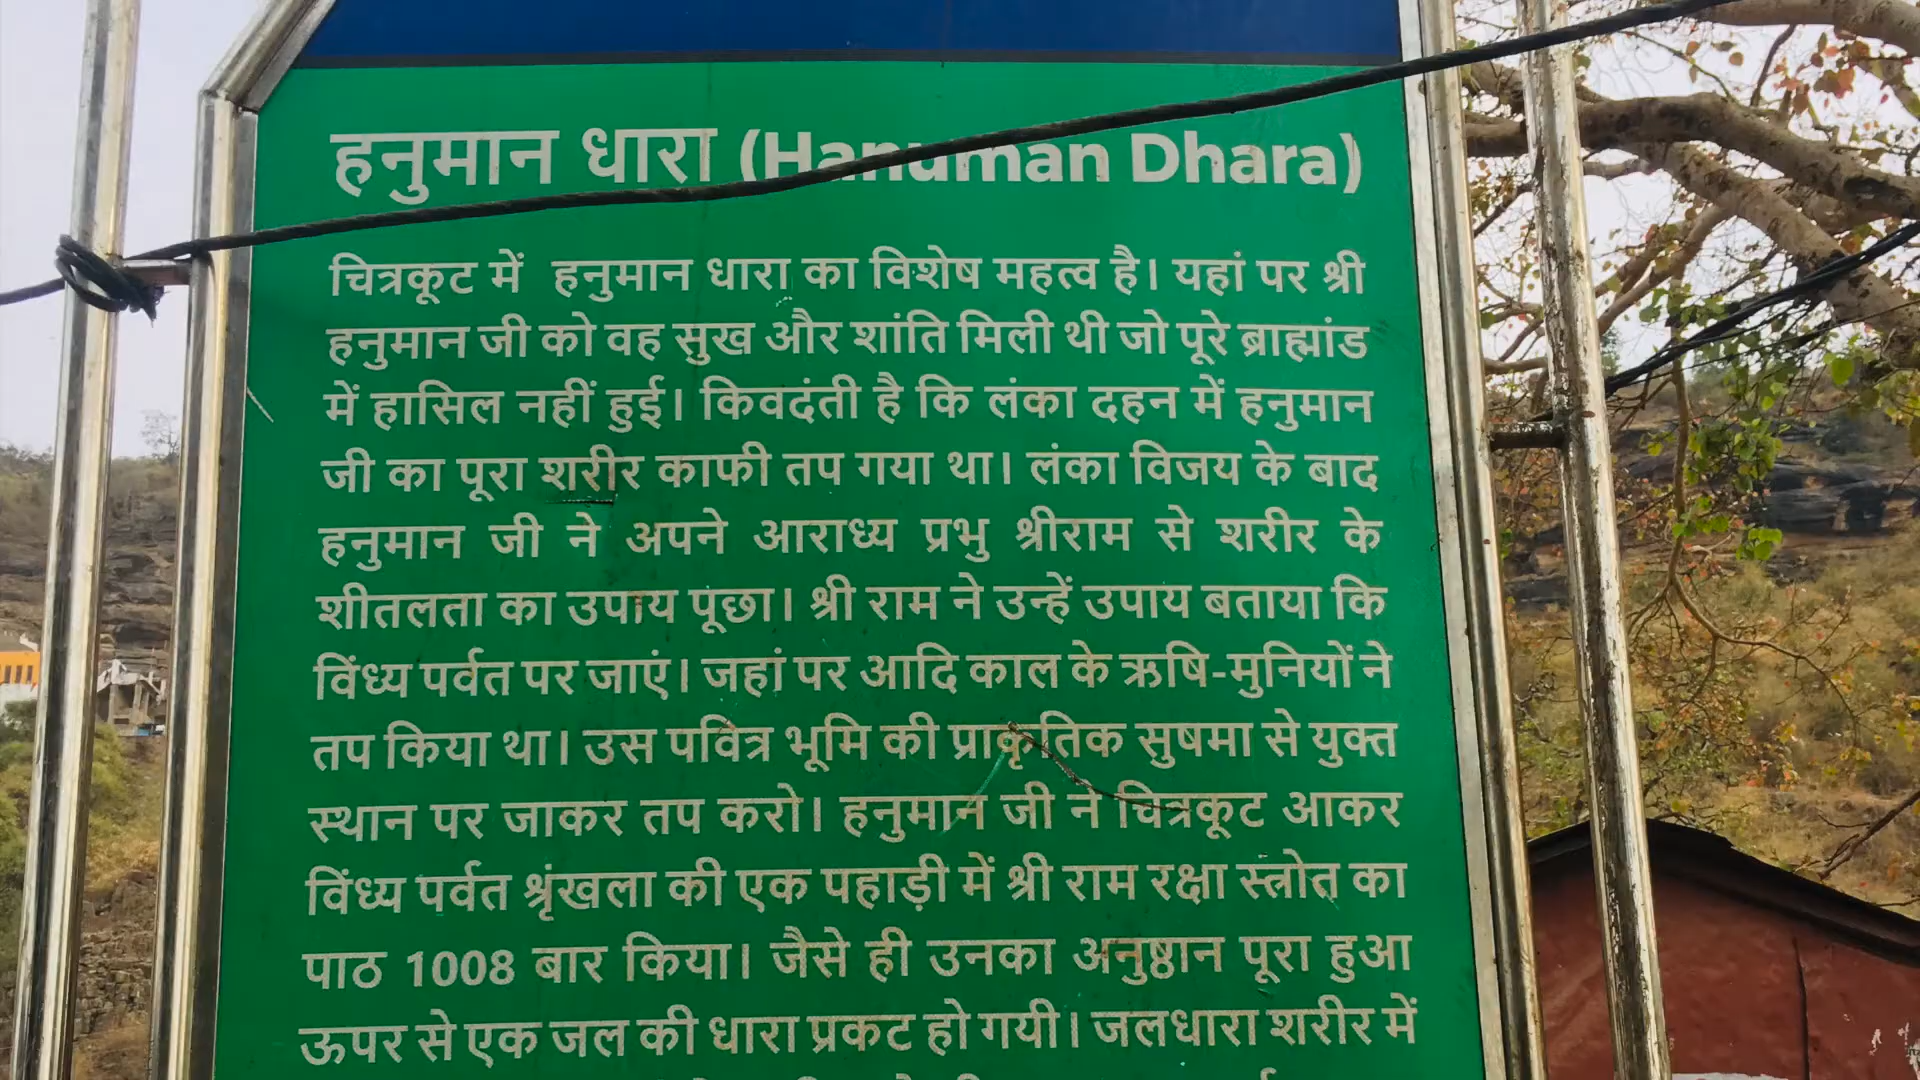 हनुमान धारा (Hanuman Dhara)
चित्रकूट में हनुमान धारा का विशेष महत्व है। यहां पर श्री
हनुमान जी को वह सुख और शांति मिली थी जो पूरे ब्राह्मांड
में हासिल नहीं हुई। किवदंती है कि लंका दहन में हनुमान
जी का पूरा शरीर काफी तप गया था। लंका विजय के बाद
हनुमान जी ने अपने आराध्य प्रभु श्रीराम से शरीर के
शीतलता का उपाय पूछा। श्री राम ने उन्हें उपाय बताया कि
विंध्य पर्वत पर जाएं। जहां पर आदि काल के ऋषि-मुनियों ने
तप किया था। उस पवित्र भूमि की प्राकृतिक सुषमा से युक्त
स्थान पर जाकर तप करो। हनुमान जी ने चित्रकूट आकर
विंध्य पर्वत श्रृंखला की एक पहाड़ी में श्री राम रक्षा स्त्रोत का
पाठ 1008 बार किया। जैसे ही उनका अनुष्ठान पूरा हुआ
ऊपर से एक जल की धारा प्रकट हो गयी। जलधारा शरीर में